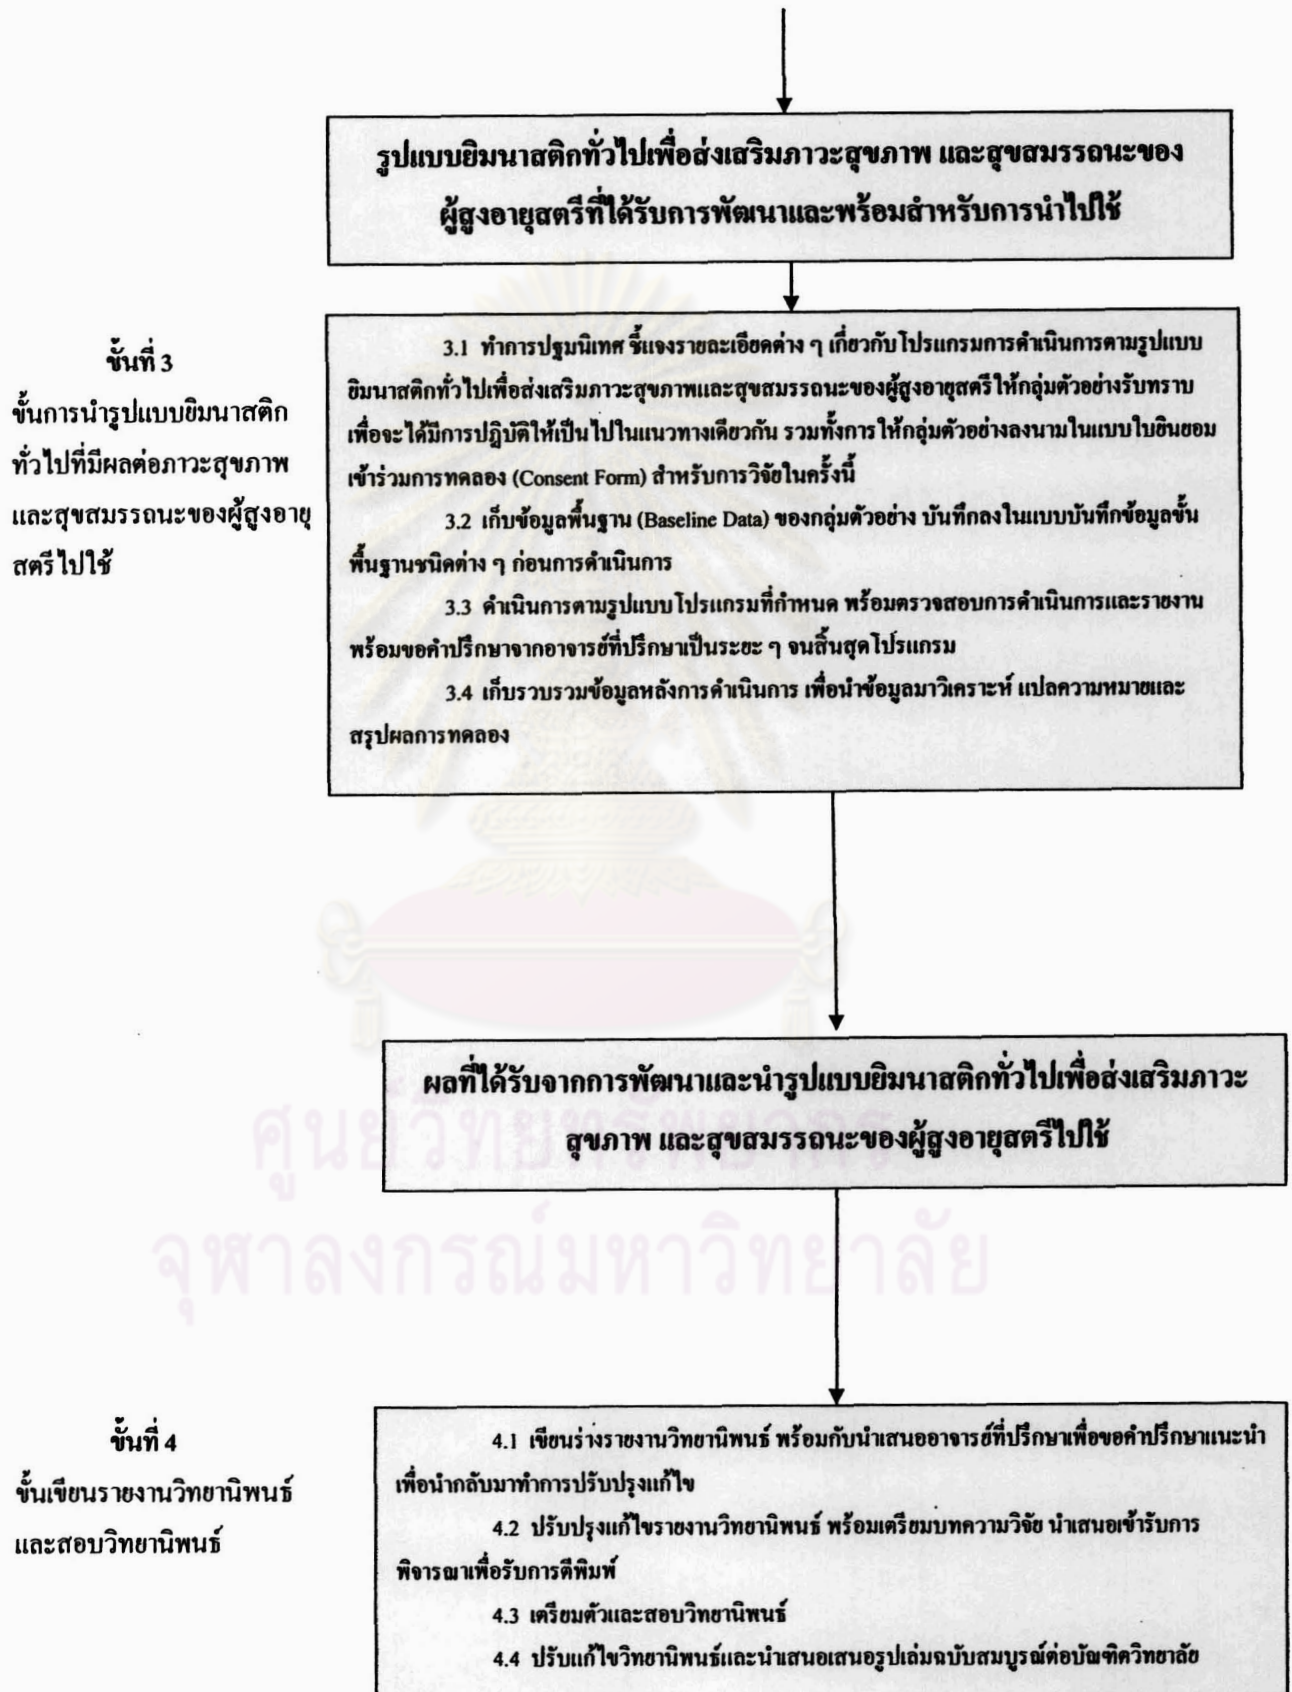 รูปแบบยิมนาสติกทั่วไปเพื่อส่งเสริมภาวะสุขภาพ และสุขสมรรถนะของ
ผู้สูงอายุสตรีที่ได้รับการพัฒนาและพร้อมสำหรับการนำไปใช้
ขั้นที่ 3
ขั้นการนำรูปแบบยิมนาสติก
ทั่วไปที่มีผลต่อภาวะสุขภาพ
และสุขสมรรถนะของผู้สูงอายุ
สตรีไปใช้
3.1 ทำการปฐมนิเทศ ชี้แจงรายละเอียดต่าง ๆ เกี่ยวกับโปรแกรมการดำเนินการตามรูปแบบ
ยิมนาสติกทั่วไปเพื่อส่งเสริมภาวะสุขภาพและสุขสมรรถนะของผู้สูงอายุสตรีให้กลุ่มตัวอย่างรับทราบ
เพื่อจะได้มีการปฏิบัติให้เป็นไปในแนวทางเดียวกัน รวมทั้งการให้กลุ่มตัวอย่างลงนามในแบบใบยินยอม
เข้าร่วมการทดลอง (Consent Form) สำหรับการวิจัยในครั้งนี้
3.2 เก็บข้อมูลพื้นฐาน (Baseline Data) ของกลุ่มตัวอย่าง บันทึกลงในแบบบันทึกข้อมูลขั้น
พื้นฐานชนิดต่าง ๆ ก่อนการดำเนินการ
3.3 ดำเนินการตามรูปแบบโปรแกรมที่กำหนด พร้อมตรวจสอบการดำเนินการและรายงาน
พร้อมขอคำปรึกษาจากอาจารย์ที่ปรึกษาเป็นระยะ ๆ จนสิ้นสุดโปรแกรม
3.4 เก็บรวบรวมข้อมูลหลังการดำเนินการ เพื่อนำข้อมูลมาวิเคราะห์ แปลความหมายและ
สรุปผลการทดลอง
ผลที่ได้รับจากการพัฒนาและนำรูปแบบยิมนาสติกทั่วไปเพื่อส่งเสริมภาวะ
สุขภาพ และสุขสมรรถนะของผู้สูงอายุสตรีไปใช้
ศูนย์วิทยทรัพยากร
จุฬาลงกรณ์มหาวิทยาลัย
ขั้นที่ 4
ขั้นเขียนรายงานวิทยานิพนธ์
และสอบวิทยานิพนธ์
4.1 เขียนร่างรายงานวิทยานิพนธ์ พร้อมกับนำเสนออาจารย์ที่ปรึกษาเพื่อขอคำปรึกษาแนะนำ
เพื่อนำกลับมาทำการปรับปรุงแก้ไข
4.2 ปรับปรุงแก้ไขรายงานวิทยานิพนธ์ พร้อมเตรียมบทความวิจัย นำเสนอเข้ารับการ
พิจารณาเพื่อรับการตีพิมพ์
4.3 เตรียมตัวและสอบวิทยานิพนธ์
4.4 ปรับแก้ไขวิทยานิพนธ์และนำเสนอเสนอรูปเล่มฉบับสมบูรณ์ต่อบัณฑิตวิทยาลัย